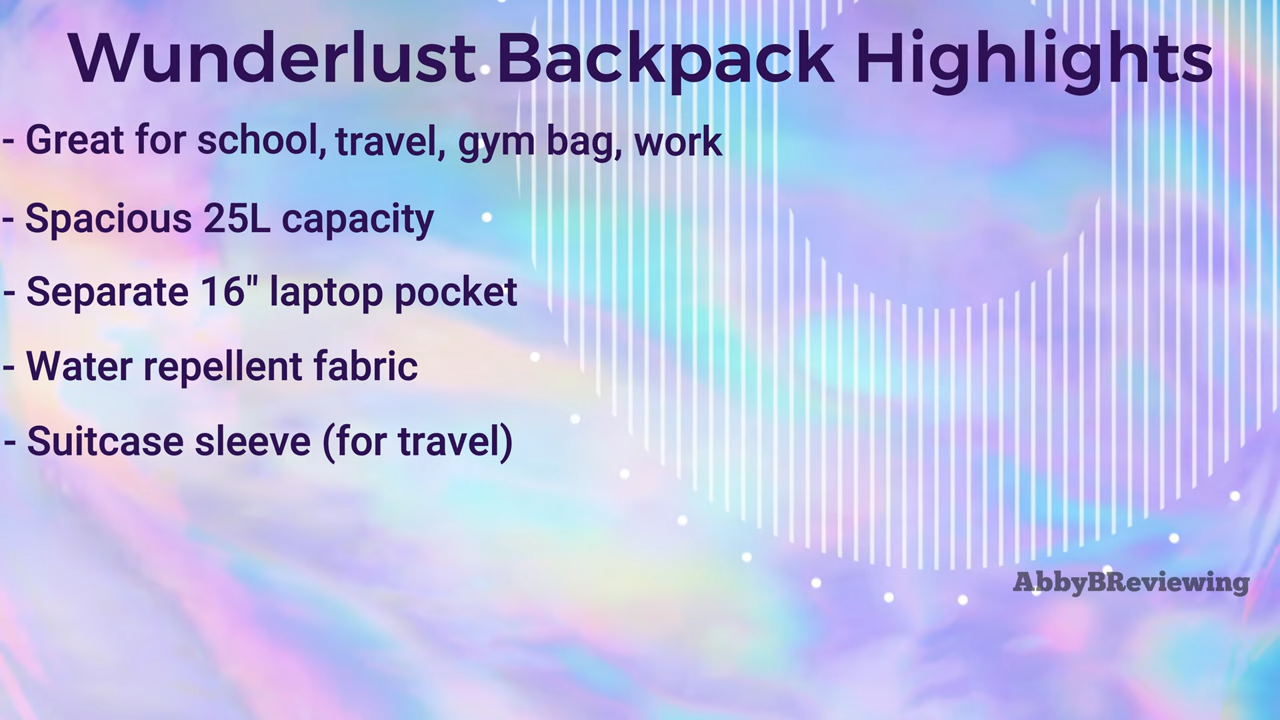 Wunderlust Backpack Highlights
- Great for school, travel, gym bag, work
- Spacious 25L capacity
- Separate 16" laptop pocket
- Water repellent fabric
- Suitcase sleeve (for travel)
AbbyBReviewing